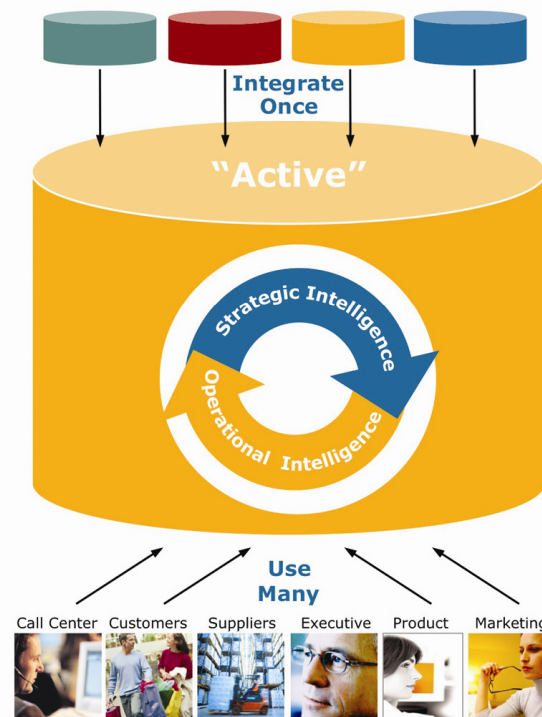 Integrate
Once
“Active”
Strategic Intelligence
Operational Intelligence
Use
Many
Call Center Customers Suppliers Executive Product Marketing